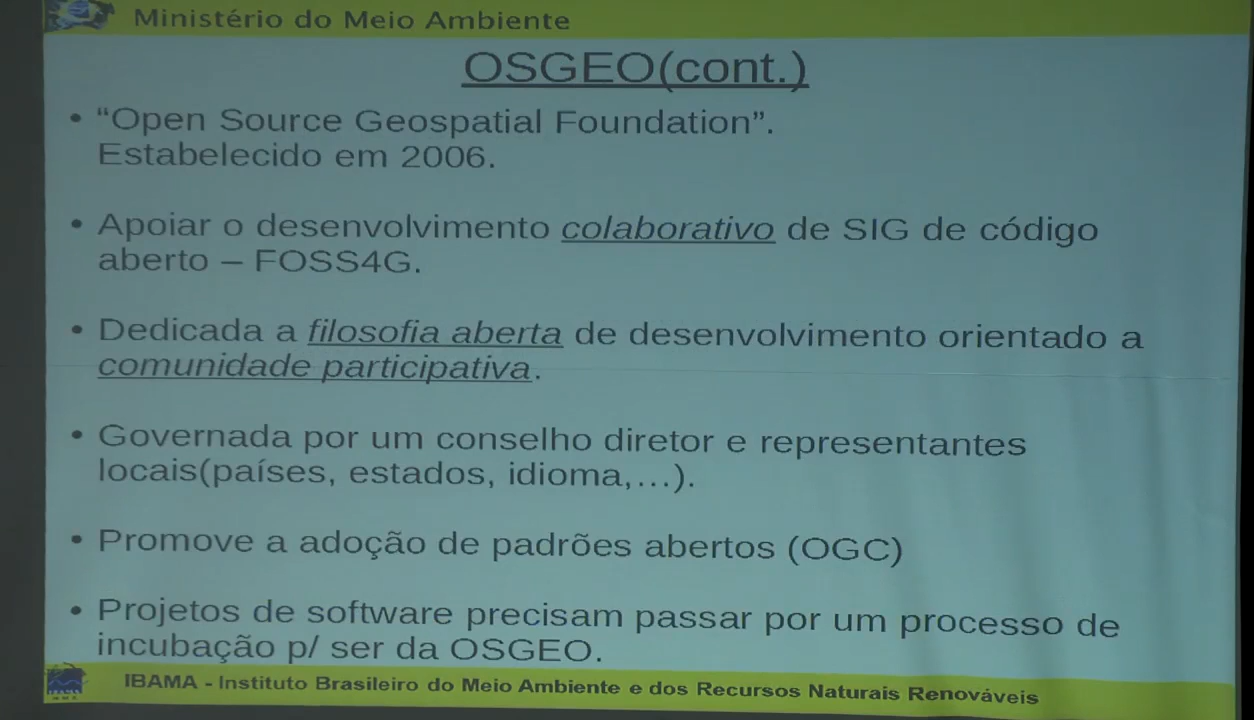 Ministério do Meio Ambiente
OSGEO(cont.)
• “Open Source Geospatial Foundation”.
Estabelecido em 2006.
• Apoiar o desenvolvimento colaborativo de SIG de código
aberto – FOSS4G.
• Dedicada a filosofia aberta de desenvolvimento orientado a
comunidade participativa.
• Governada por um conselho diretor e representantes
locais(países, estados, idioma,…).
• Promove a adoção de padrões abertos (OGC)
• Projetos de software precisam passar por um processo de
incubação p/ ser da OSGEO.
IBAMA
IBAMA - Instituto Brasileiro do Meio Ambiente e dos Recursos Naturais Renováveis